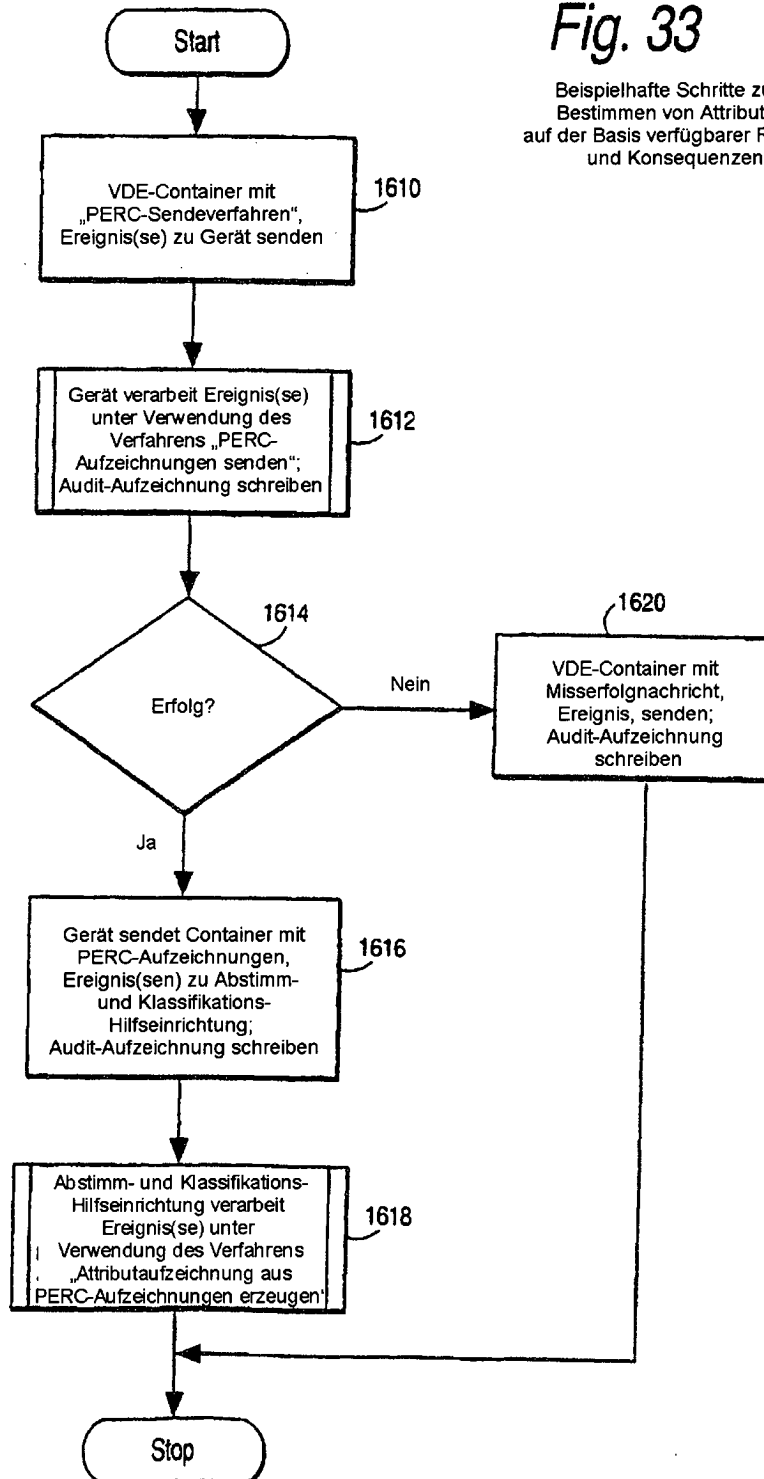 Start
Fig. 33
Beispielhafte Schritte zu
Bestimmen von Attribut
auf der Basis verfügbarer
und Konsequenzen
VDE-Container mit
„PERC-Sendeverfahren“,
Ereignis(se) zu Gerät senden
1610
Gerät verarbeit Ereignis(se)
unter Verwendung des
Verfahrens „PERC-
Aufzeichnungen senden“;
Audit-Aufzeichnung schreiben
1612
Erfolg?
1614
Nein
1620
VDE-Container mit
Misserfolgnachricht,
Ereignis, senden;
Audit-Aufzeichnung
schreiben
Ja
Gerät sendet Container mit
PERC-Aufzeichnungen,
Ereignis(sen) zu Abstimm-
und Klassifikations-
Hilfseinrichtung;
Audit-Aufzeichnung schreiben
1616
Abstimm- und Klassifikations-
Hilfseinrichtung verarbeit
Ereignis(se) unter
Verwendung des Verfahrens
„Attributaufzeichnung aus
PERC-Aufzeichnungen erzeugen“
1618
Stop